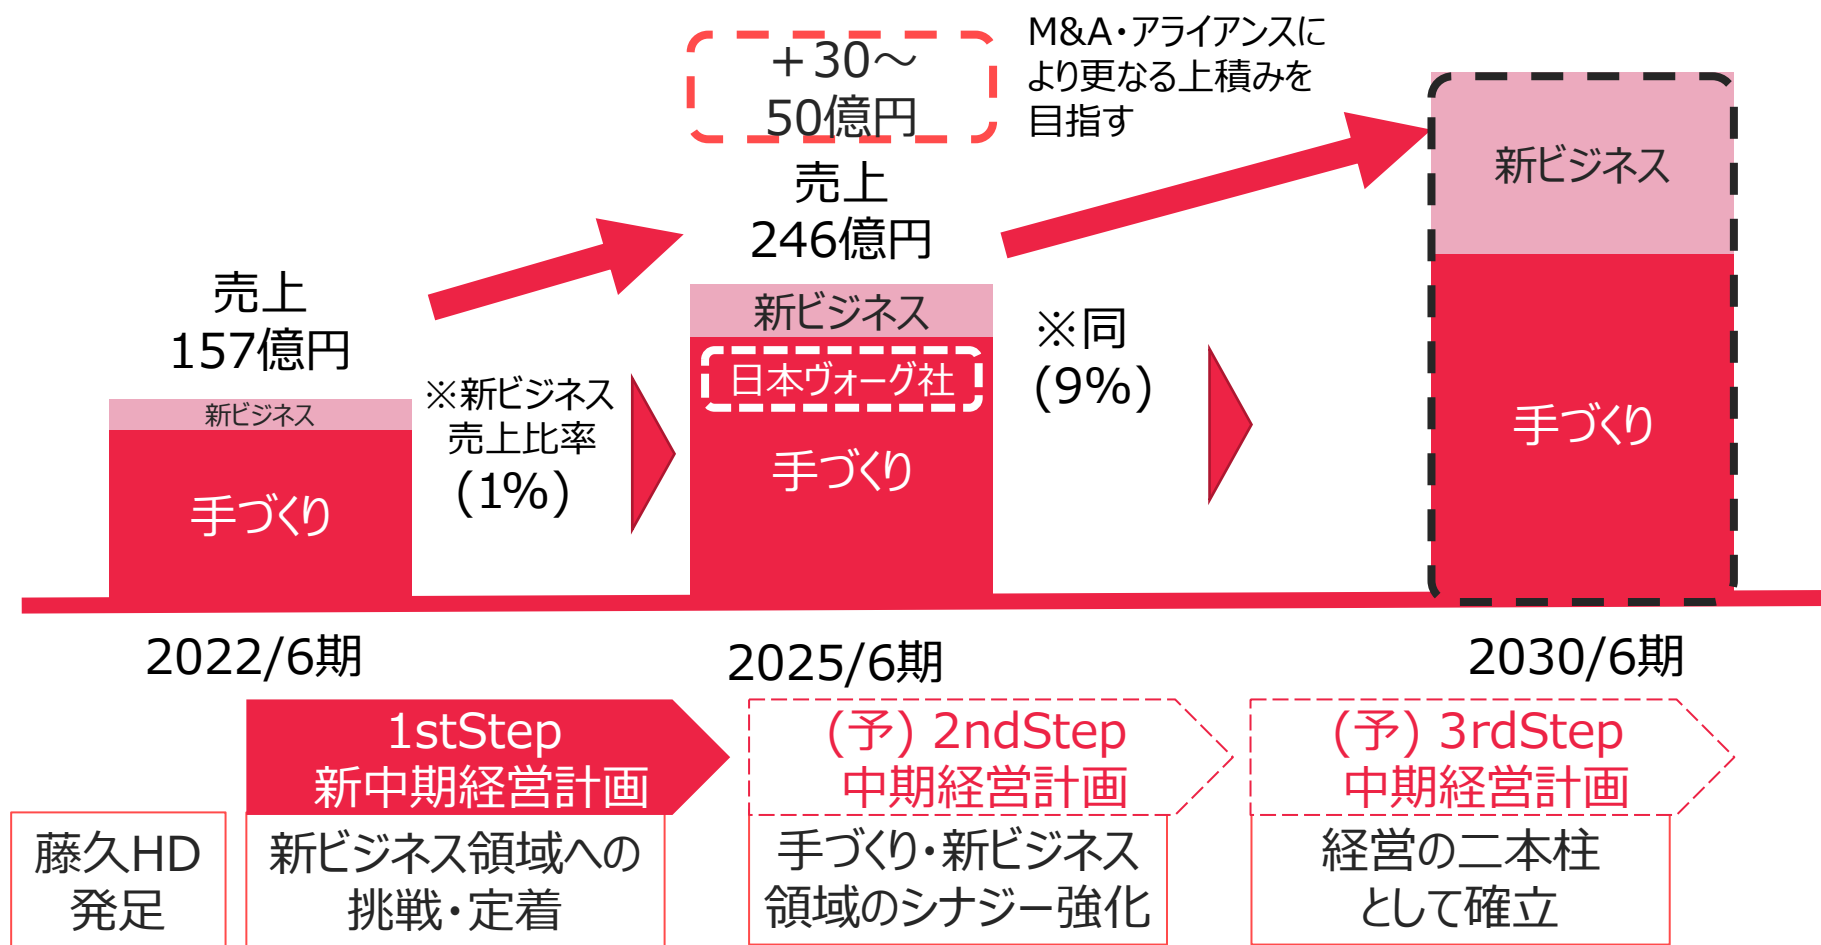 +30～
50億円
M&A・アライアンスに
より更なる上積みを
目指す
売上
157億円
売上
246億円
新ビジネス
手づくり
※新ビジネス
売上比率
(1%)
新ビジネス
日本ヴォーグ社
手づくり
※同
(9%)
新ビジネス
手づくり
2022/6期
2025/6期
2030/6期
1stStep
新中期経営計画
(予) 2ndStep
中期経営計画
(予) 3rdStep
中期経営計画
藤久HD
発足
新ビジネス領域への
挑戦・定着
手づくり・新ビジネス
領域のシナジー強化
経営の二本柱
として確立